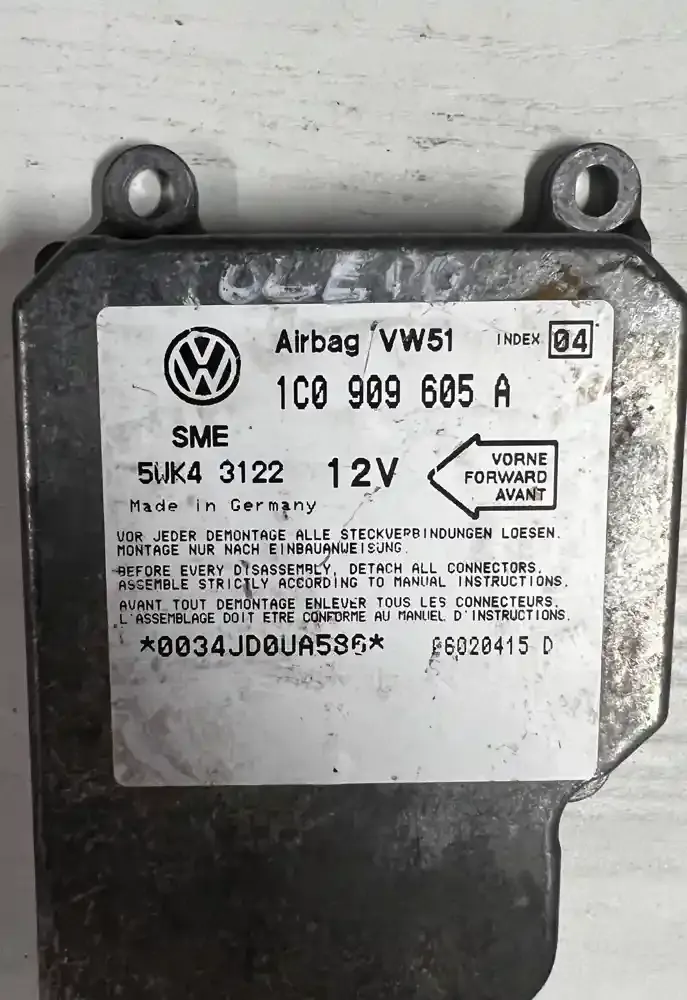 Airbag VW51 INDEX 04
1C0 909 605 A
SME
5WK4 3122 12V
VORNE
FORWARD
AVANT
Made in Germany
VOR JEDER DEMONTAGE ALLE STECKVERBINDUNGEN LOESEN.
MONTAGE NUR NACH EINBAUANWEISUNG.
BEFORE EVERY DISASSEMBLY, DETACH ALL CONNECTORS.
ASSEMBLE STRICTLY ACCORDING TO MANUAL INSTRUCTIONS.
AVANT TOUT DEMONTAGE ENLEVER TOUS LES CONNECTEURS.
L'ASSEMBLAGE DOIT ETRE CONFORME AU MANUEL D'INSTRUCTIONS.
*0034JD0UA586* 66020415 D